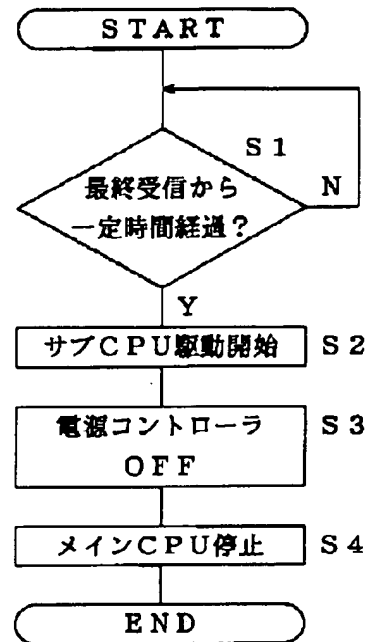 START
S1
最終受信から
一定時間経過?
N
Y
サブCPU駆動開始 S2
電源コントローラ S3
OFF
メインCPU停止 S4
END